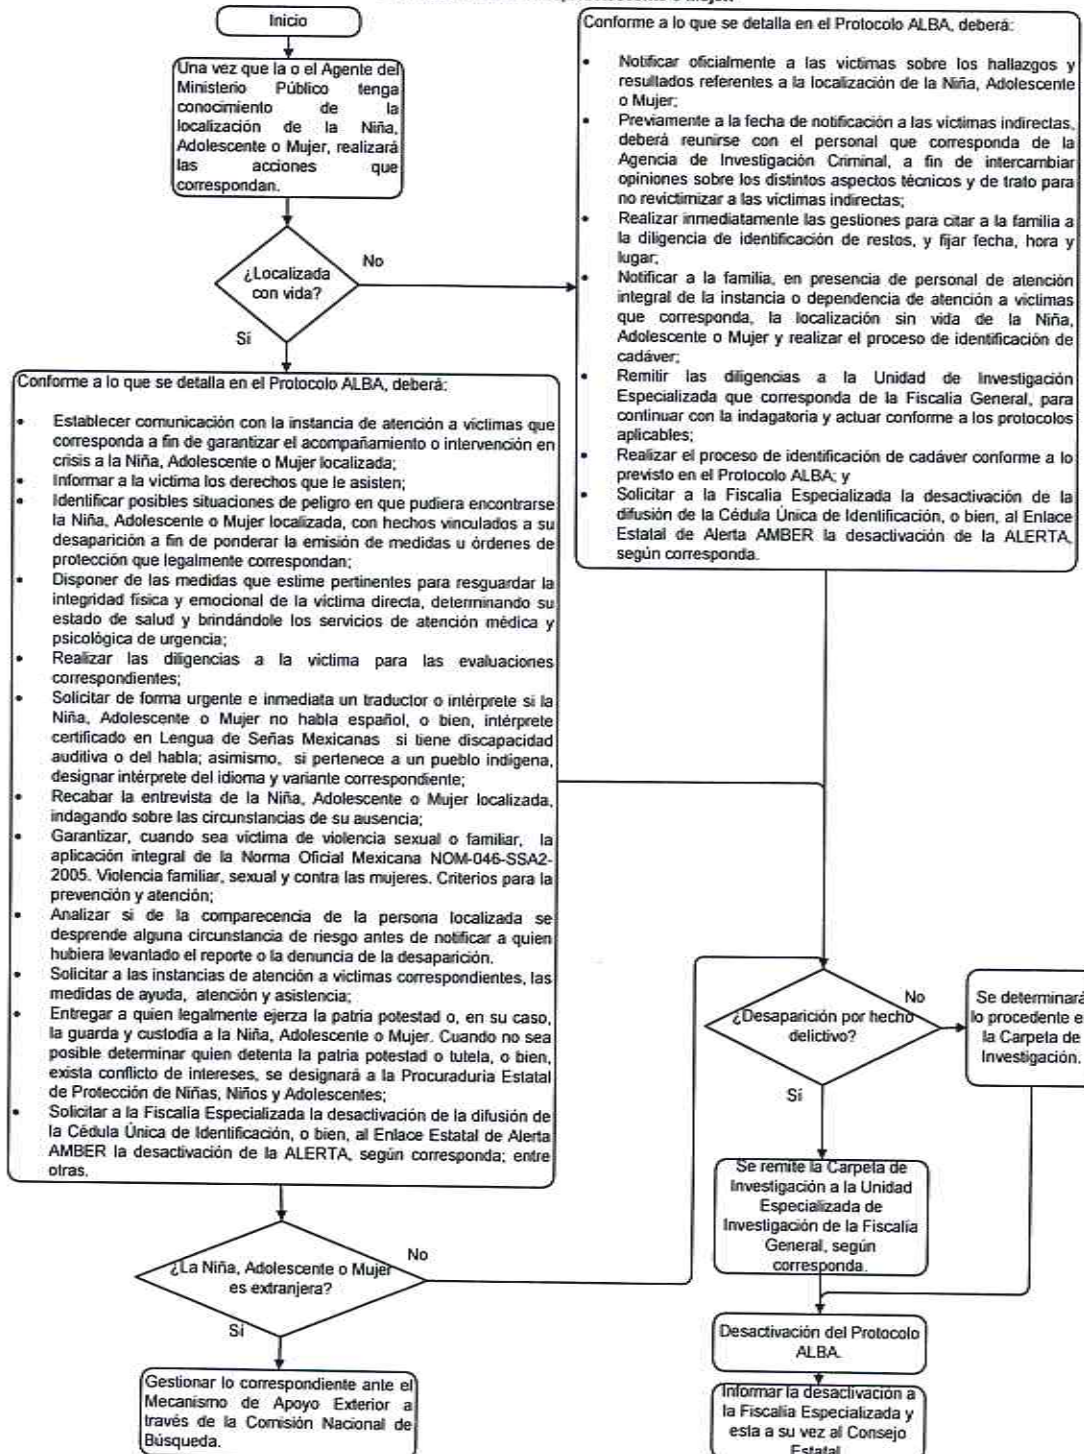 Inicio
Una vez que la o el Agente del
Ministerio Público tenga
conocimiento de la
localización de la Niña,
Adolescente o Mujer, realizará
las acciones que
correspondan.
¿Localizada
con vida?
No
Sí
Conforme a lo que se detalla en el Protocolo ALBA, deberá:
• Notificar oficialmente a las víctimas sobre los hallazgos y
resultados referentes a la localización de la Niña, Adolescente
o Mujer;
• Previamente a la fecha de notificación a las víctimas indirectas,
deberá reunirse con el personal que corresponda de la
Agencia de Investigación Criminal, a fin de intercambiar
opiniones sobre los distintos aspectos técnicos y de trato para
no revictimizar a las víctimas indirectas;
• Realizar inmediatamente las gestiones para citar a la familia a
la diligencia de identificación de restos, y fijar fecha, hora y
lugar;
• Notificar a la familia, en presencia de personal de atención
integral de la instancia o dependencia de atención a víctimas
que corresponda, la localización sin vida de la Niña,
Adolescente o Mujer y realizar el proceso de identificación de
cadáver;
• Remitir las diligencias a la Unidad de Investigación
Especializada que corresponda de la Fiscalía General, para
continuar con la indagatoria y actuar conforme a los protocolos
aplicables;
• Realizar el proceso de identificación de cadáver conforme a lo
previsto en el Protocolo ALBA; y
• Solicitar a la Fiscalía Especializada la desactivación de la
difusión de la Cédula Única de Identificación, o bien, al Enlace
Estatal de Alerta AMBER la desactivación de la ALERTA,
según corresponda.
Conforme a lo que se detalla en el Protocolo ALBA, deberá:
• Establecer comunicación con la instancia de atención a víctimas que
corresponda a fin de garantizar el acompañamiento o intervención en
crisis a la Niña, Adolescente o Mujer localizada;
• Informar a la víctima los derechos que le asisten;
• Identificar posibles situaciones de peligro en que pudiera encontrarse
la Niña, Adolescente o Mujer localizada, con hechos vinculados a su
desaparición a fin de ponderar la emisión de medidas u órdenes de
protección que legalmente correspondan;
• Disponer de las medidas que estime pertinentes para resguardar la
integridad física y emocional de la víctima directa, determinando su
estado de salud y brindándole los servicios de atención médica y
psicológica de urgencia;
• Realizar las diligencias a la víctima para las evaluaciones
correspondientes;
• Solicitar de forma urgente e inmediata un traductor o intérprete si la
Niña, Adolescente o Mujer no habla español, o bien, intérprete
certificado en Lengua de Señas Mexicanas si tiene discapacidad
auditiva o del habla; asimismo, si pertenece a un pueblo indígena,
designar intérprete del idioma y variante correspondiente;
• Recabar la entrevista de la Niña, Adolescente o Mujer localizada,
indagando sobre las circunstancias de su ausencia;
• Garantizar, cuando sea víctima de violencia sexual o familiar, la
aplicación integral de la Norma Oficial Mexicana NOM-046-SSA2-
2005. Violencia familiar, sexual y contra las mujeres. Criterios para la
prevención y atención;
• Analizar si de la comparecencia de la persona localizada se
desprende alguna circunstancia de riesgo antes de notificar a quien
hubiera levantado el reporte o la denuncia de la desaparición.
• Solicitar a las instancias de atención a víctimas correspondientes, las
medidas de ayuda, atención y asistencia;
• Entregar a quien legalmente ejerza la patria potestad o, en su caso,
la guarda y custodia a la Niña, Adolescente o Mujer. Cuando no sea
posible determinar quien detenta la patria potestad o tutela, o bien,
exista conflicto de intereses, se designará a la Procuraduría Estatal
de Protección de Niñas, Niños y Adolescentes;
• Solicitar a la Fiscalía Especializada la desactivación de la difusión de
la Cédula Única de Identificación, o bien, al Enlace Estatal de Alerta
AMBER la desactivación de la ALERTA, según corresponda; entre
otras.
¿La Niña, Adolescente o Mujer
es extranjera?
No
Sí
Gestionar lo correspondiente ante el
Mecanismo de Apoyo Exterior a
través de la Comisión Nacional de
Búsqueda.
¿Desaparición por hecho
delictivo?
No
Sí
Se determinará
lo procedente e
la Carpeta de
Investigación.
Se remite la Carpeta de
Investigación a la Unidad
Especializada de
Investigación de la Fiscalía
General, según
corresponda.
Desactivación del Protocolo
ALBA.
Informar la desactivación a
la Fiscalía Especializada y
esta a su vez al Consejo
Estatal